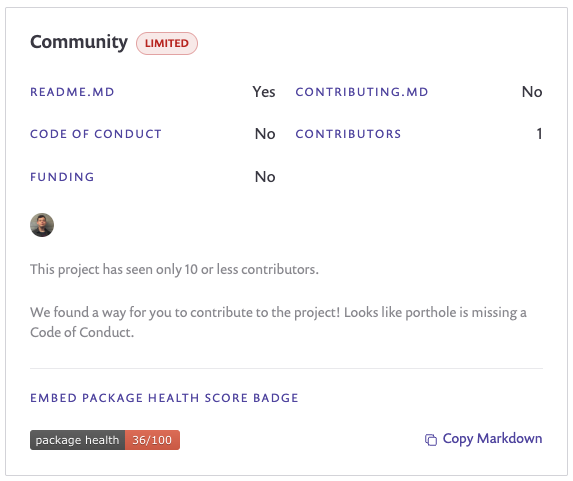 Community LIMITED
README.MD Yes CONTRIBUTING.MD No
CODE OF CONDUCT No CONTRIBUTORS 1
FUNDING No
This project has seen only 10 or less contributors.
We found a way for you to contribute to the project! Looks like porthole is missing a
Code of Conduct.
EMBED PACKAGE HEALTH SCORE BADGE
package health 36/100 Copy Markdown